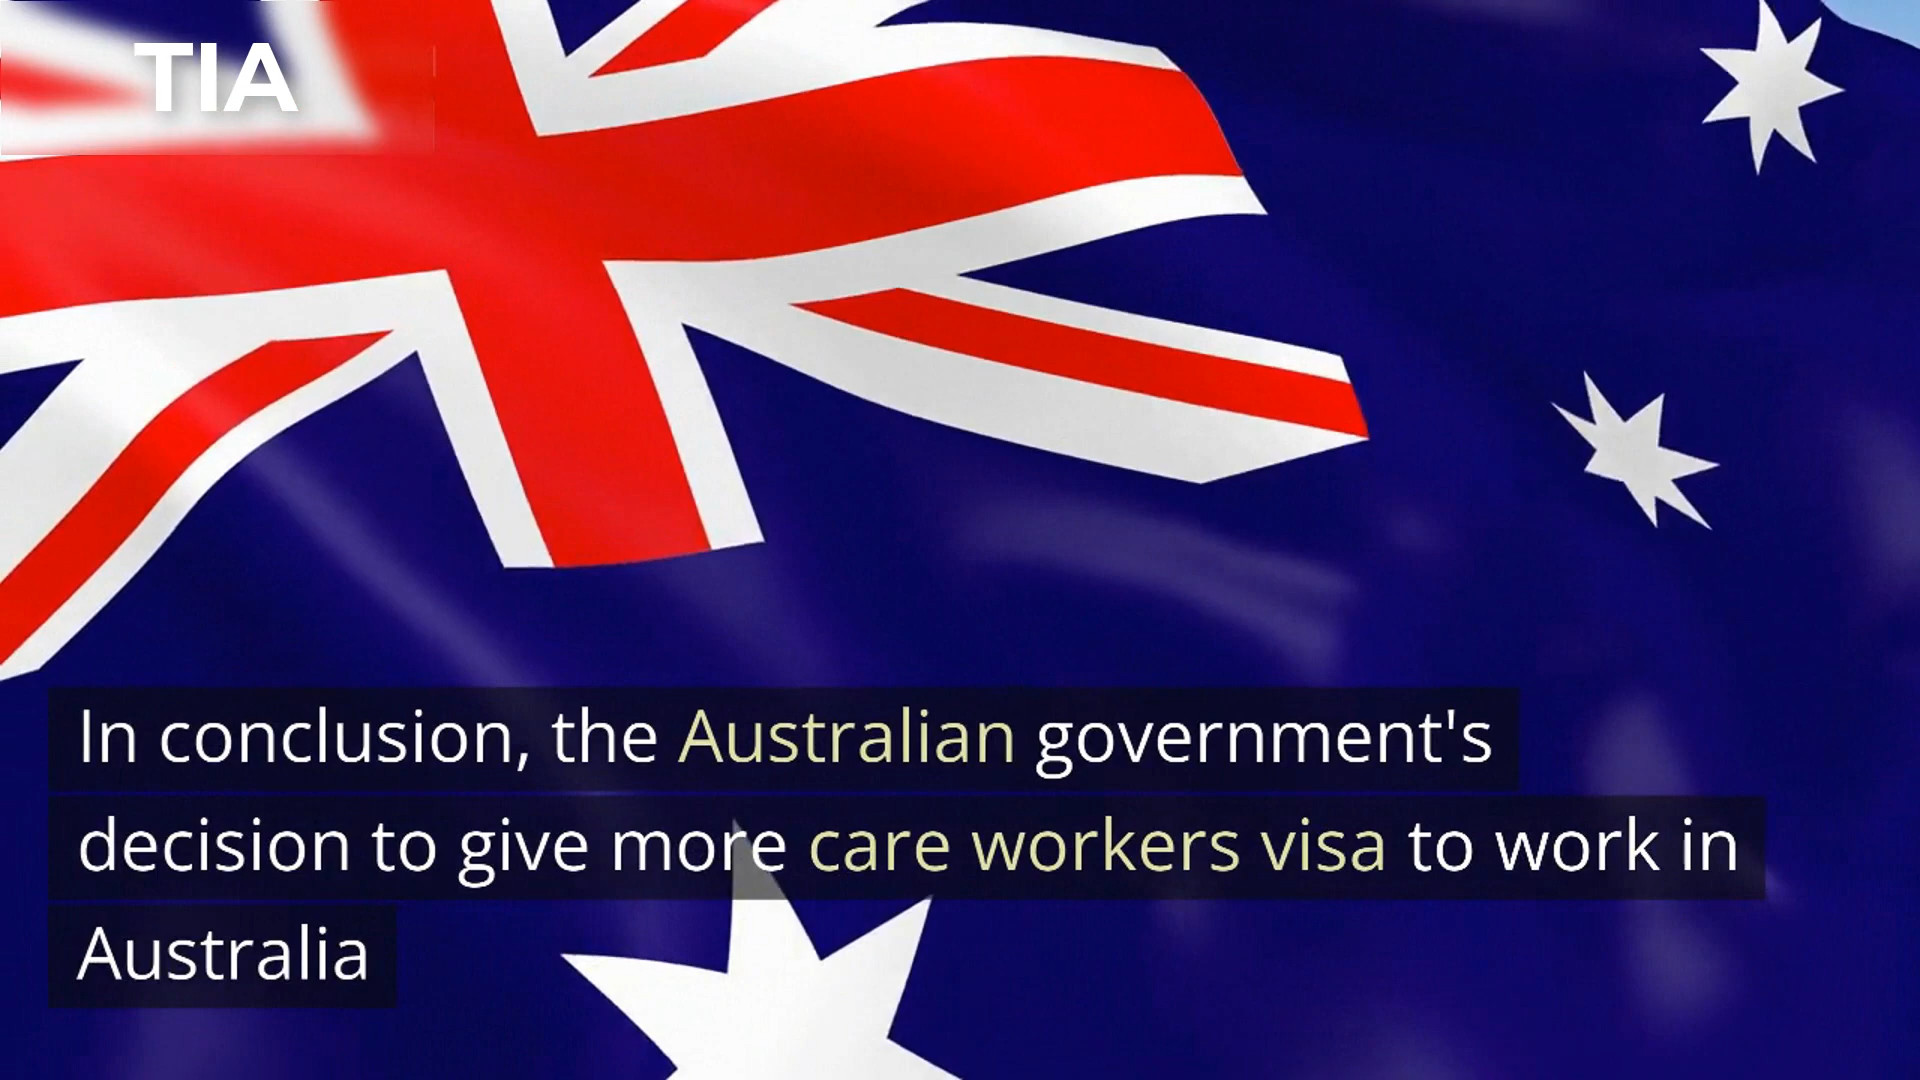 TIA
In conclusion, the Australian government's
decision to give more care workers visa to work in
Australia